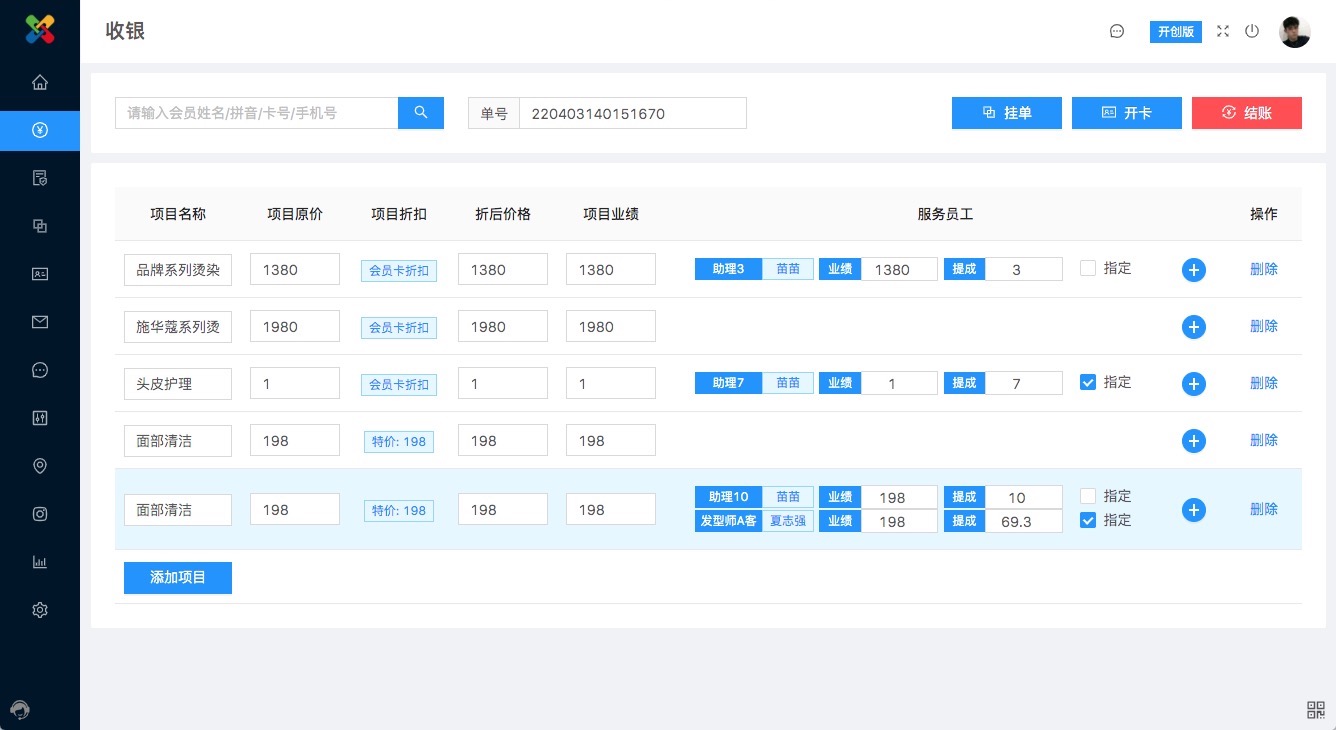 收银
开创版
请输入会员姓名/拼音/卡号/手机号
单号 220403140151670
挂单 开卡 结账
项目名称 项目原价 项目折扣 折后价格 项目业绩 服务员工 操作
品牌系列烫染 1380 会员卡折扣 1380 1380 助理3 苗苗 业绩 1380 提成 3 指定 删除
施华蔻系列烫 1980 会员卡折扣 1980 1980 删除
头皮护理 1 会员卡折扣 1 1 助理7 苗苗 业绩 1 提成 7 指定 删除
面部清洁 198 特价: 198 198 198 删除
面部清洁 198 特价: 198 198 198 助理10 苗苗 业绩 198 提成 10 指定 删除
发型师A客 夏志强 业绩 198 提成 69.3 指定
添加项目